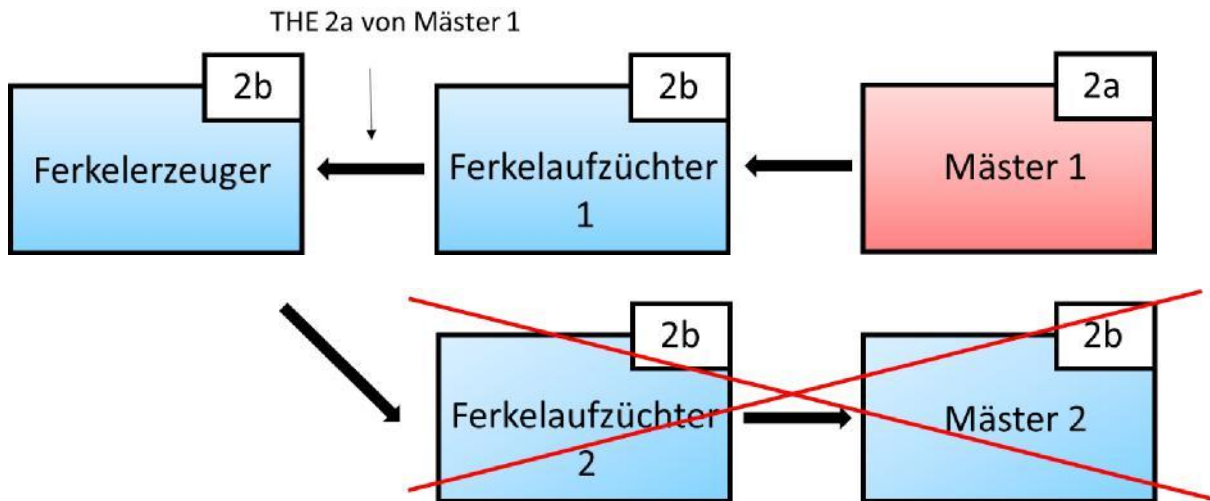 THE 2a von Mäster 1
2b
Ferkelerzeuger
2b
Ferkelaufzüchter
1
2a
Mäster 1
2b
Ferkelaufzüchter
2
2b
Mäster 2